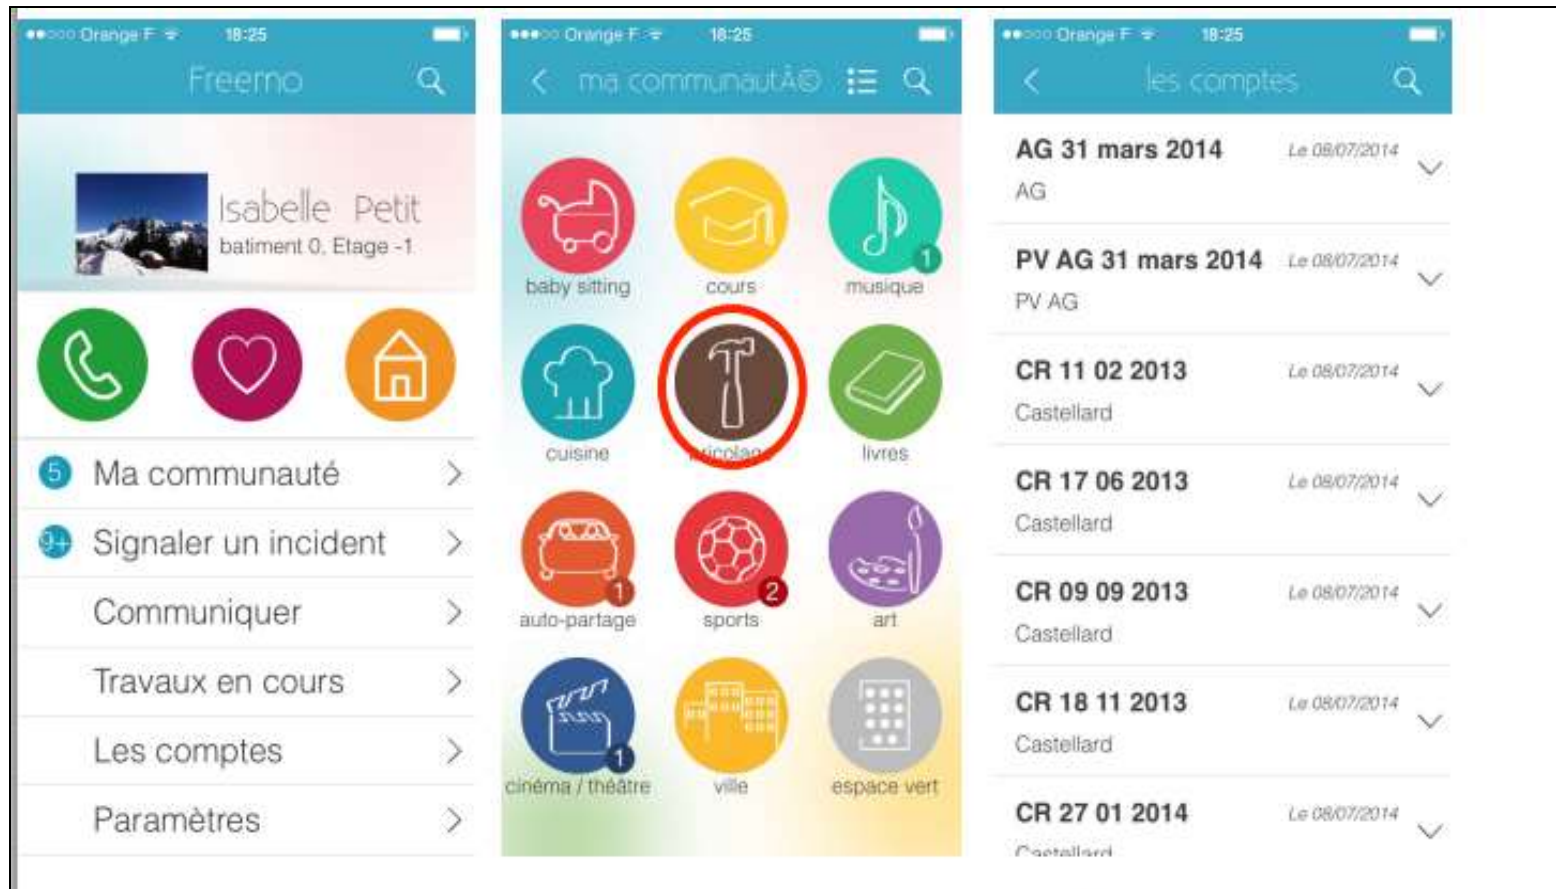 Orange F 18:25
Freemo
Isabelle Petit
batiment 0, Etage -1
5 Ma communauté
9+ Signaler un incident
Communiquer
Travaux en cours
Les comptes
Paramètres
Orange F 18:25
ma communautÃ©
baby sitting cours musique
1
cuisine bricolage livres
auto-partage sports art
1 2
cinéma / théâtre ville espace vert
1
Orange F 18:25
les comptes
AG 31 mars 2014 Le 08/07/2014
AG
PV AG 31 mars 2014 Le 08/07/2014
PV AG
CR 11 02 2013 Le 08/07/2014
Castellard
CR 17 06 2013 Le 08/07/2014
Castellard
CR 09 09 2013 Le 08/07/2014
Castellard
CR 18 11 2013 Le 08/07/2014
Castellard
CR 27 01 2014 Le 08/07/2014
Castellard